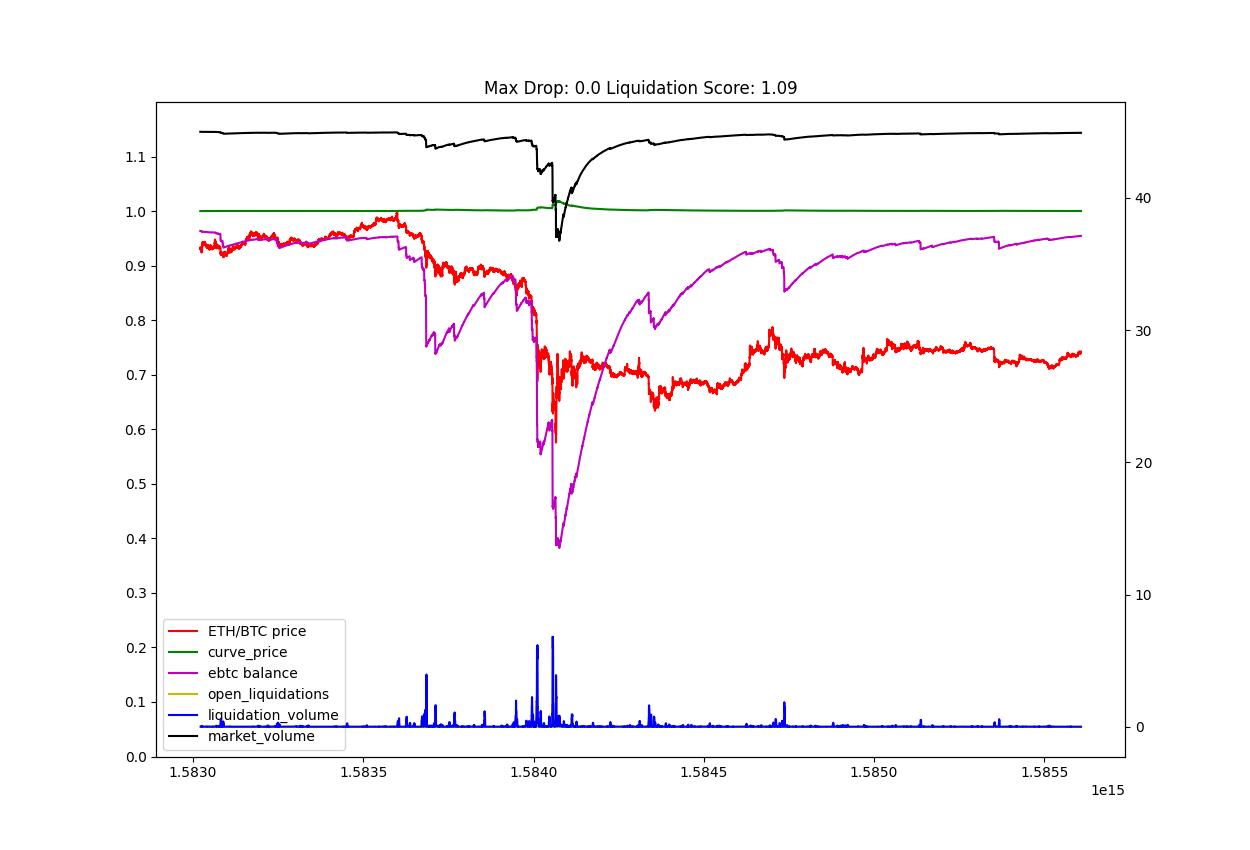 Max Drop: 0.0 Liquidation Score: 1.09
1.1
1.0
0.9
0.8
0.7
0.6
0.5
0.4
0.3
0.2
0.1
0.0
40
30
20
10
0
ETH/BTC price
curve_price
ebtc balance
open_liquidations
liquidation_volume
market_volume
1.5830 1.5835 1.5840 1.5845 1.5850 1.5855
1e15